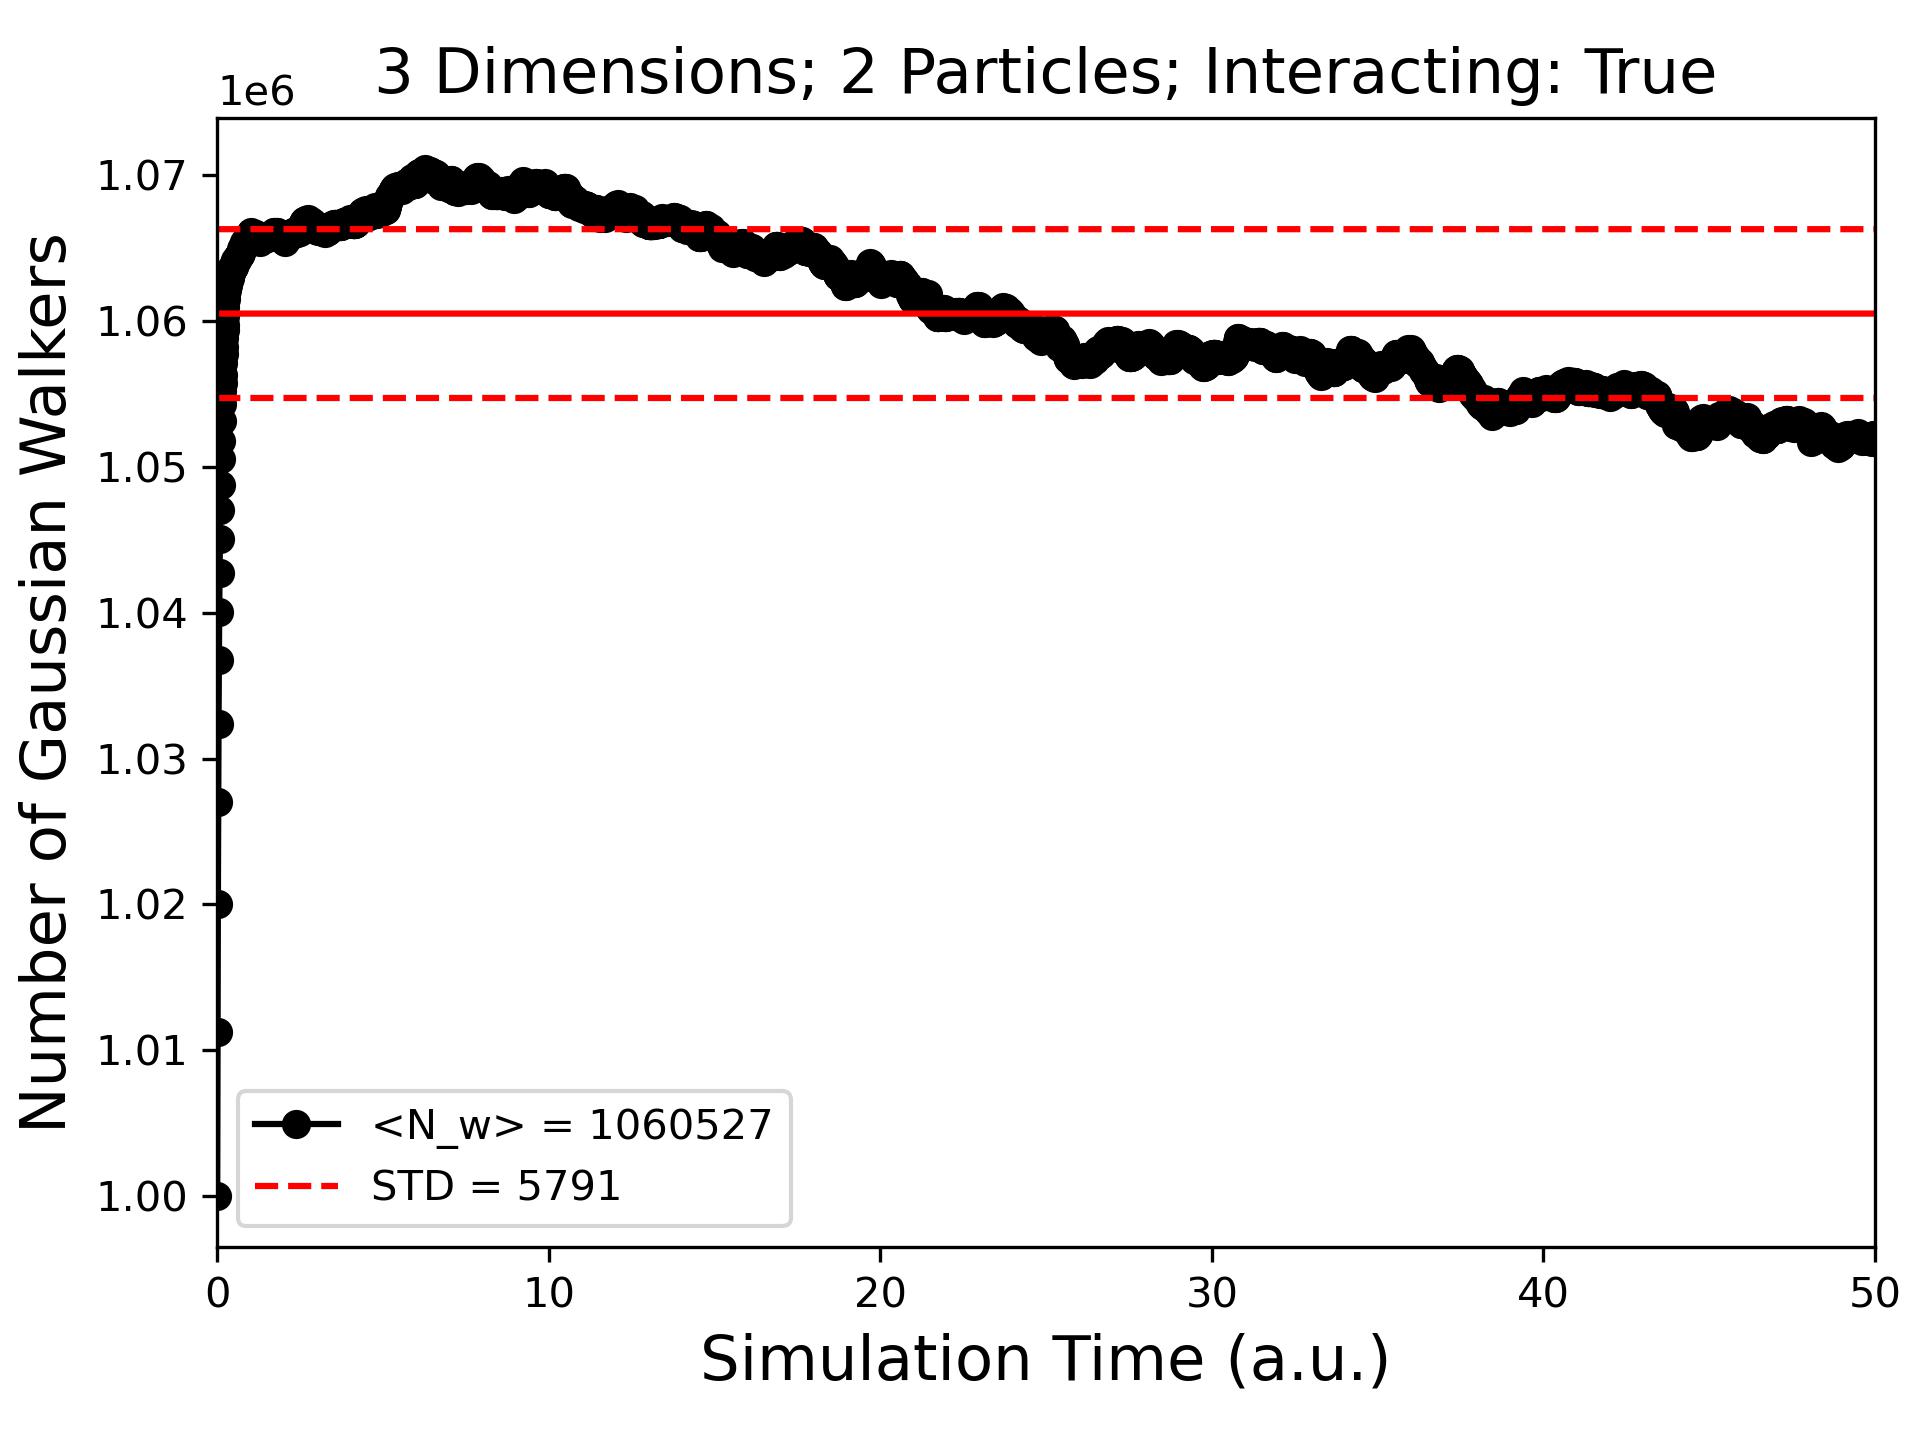 3 Dimensions; 2 Particles; Interacting: True
1e6
1.07
1.06
1.05
1.04
1.03
1.02
1.01
1.00
Number of Gaussian Walkers
<N_w> = 1060527
STD = 5791
0 10 20 30 40 50
Simulation Time (a.u.)